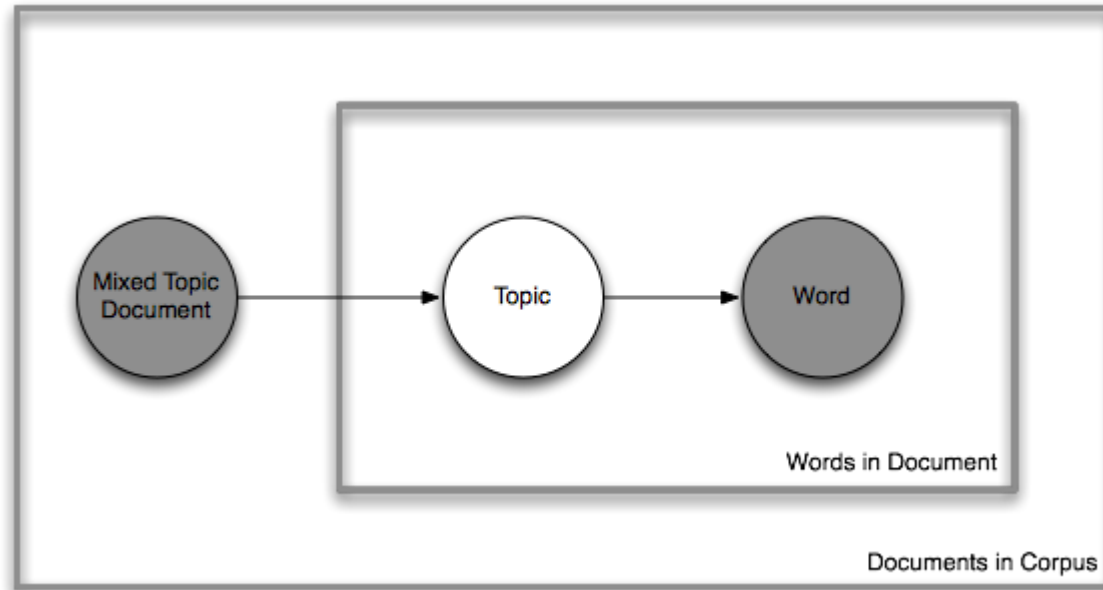 Mixed Topic
Document
Topic
Word
Words in Document
Documents in Corpus